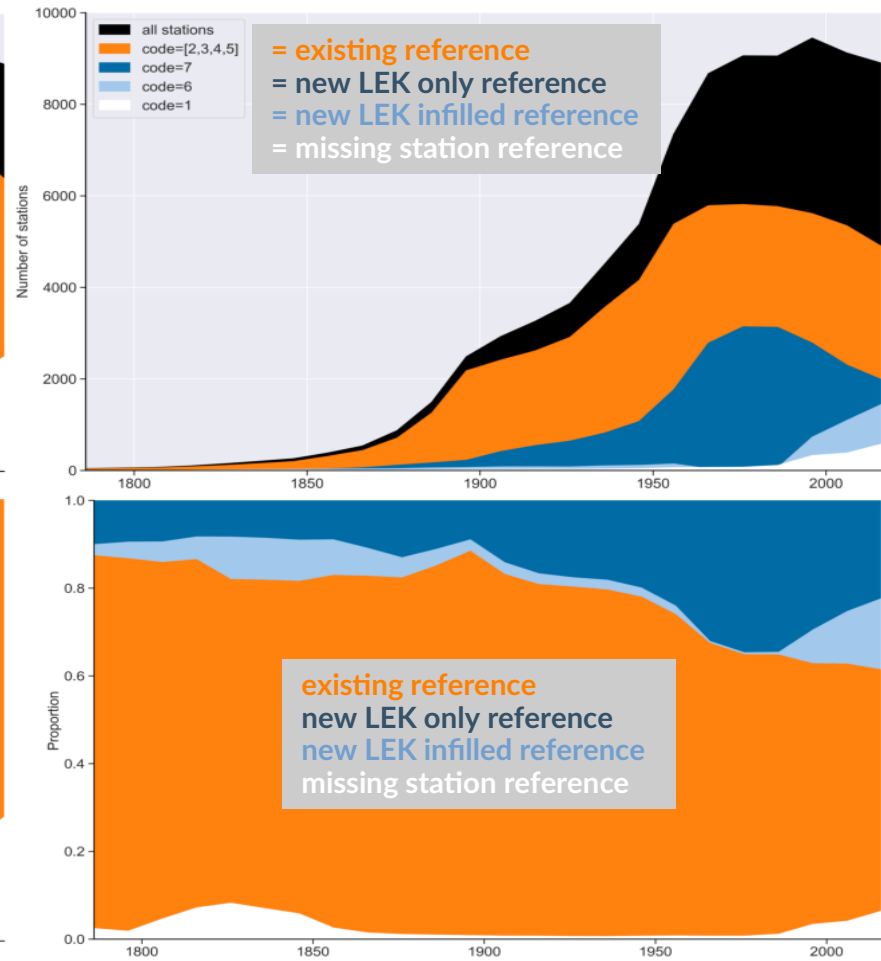 10000
8000
6000
4000
2000
0
Number of stations
all stations
code=[2,3,4,5]
code=7
code=6
code=1
= existing reference
= new LEK only reference
= new LEK infilled reference
= missing station reference
1800 1850 1900 1950 2000
1.0
0.8
0.6
0.4
0.2
0.0
Proportion
existing reference
new LEK only reference
new LEK infilled reference
missing station reference
1800 1850 1900 1950 2000